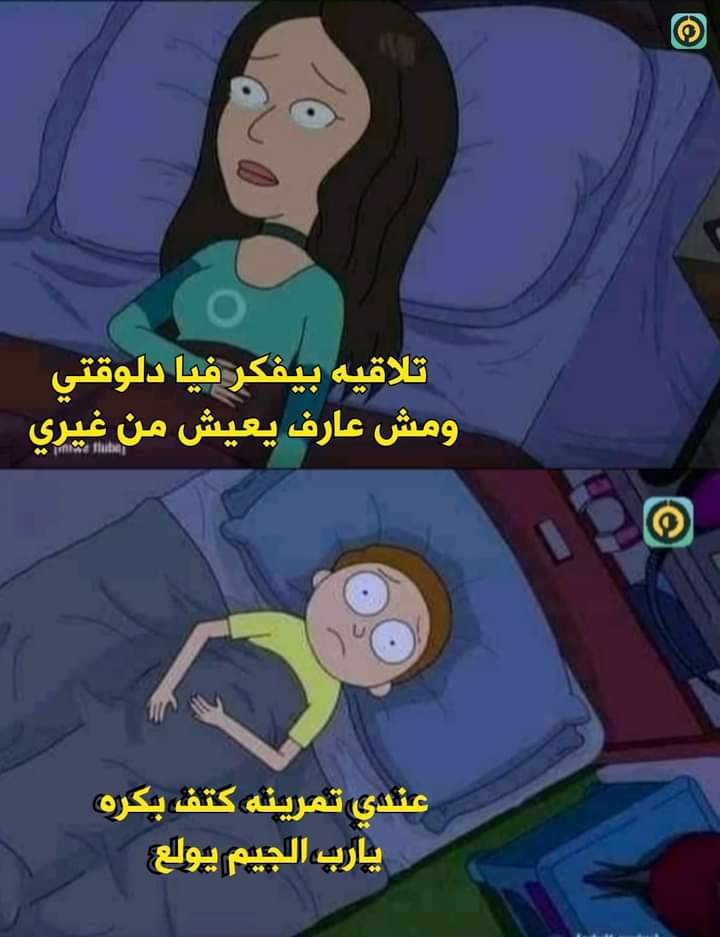 تلاقيه بيفكر فيا دلوقتي
ومش عارف يعيش من غيري
عندي تمرينه كتف بكره
يارب الجيم يولع